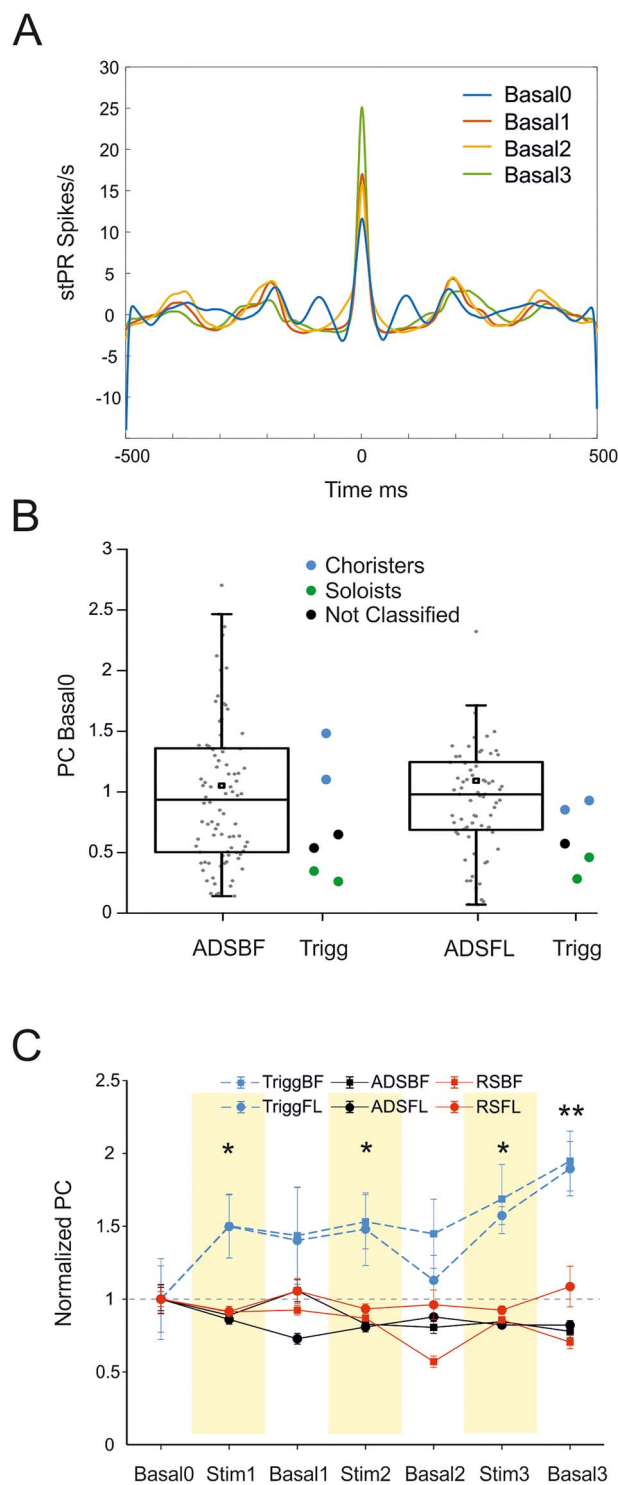 A
30
25
20
15
10
5
0
-5
-10
stPR Spikes/s
Basal0
Basal1
Basal2
Basal3
-500 0 500
Time ms
B
3
2.5
2
1.5
1
0.5
0
PC Basal0
Choristers
Soloists
Not Classified
ADSBF Trigg ADSFL Trigg
C
2.5
2
1.5
1
0.5
0
Normalized PC
TriggBF ADSBF RSBF
TriggFL ADSFL RSFL
* * * **
Basal0 Stim1 Basal1 Stim2 Basal2 Stim3 Basal3